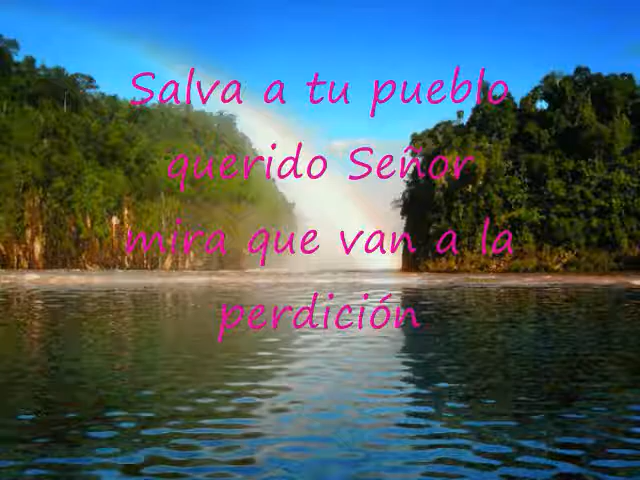 Salva a tu pueblo
querido Señor
mira que van a la
perdición